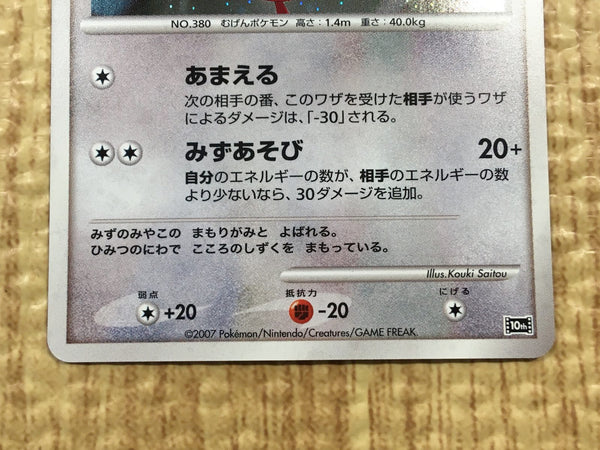 NO.380 むげんポケモン 高さ：1.4m 重さ：40.0kg
あまえる
次の相手の番、このワザを受けた相手が使うワザ
によるダメージは、「-30」される。
みずあそび 20+
自分のエネルギーの数が、相手のエネルギーの数
より少ないなら、30ダメージを追加。
みずのみやこの まもりがみと よばれる。
ひみつのにわで こころのしずくを まもっている。
Illus.Kouki Saitou
弱点 抵抗力 にげる
+20 -20
©2007 Pokémon/Nintendo/Creatures/GAME FREAK.
10th